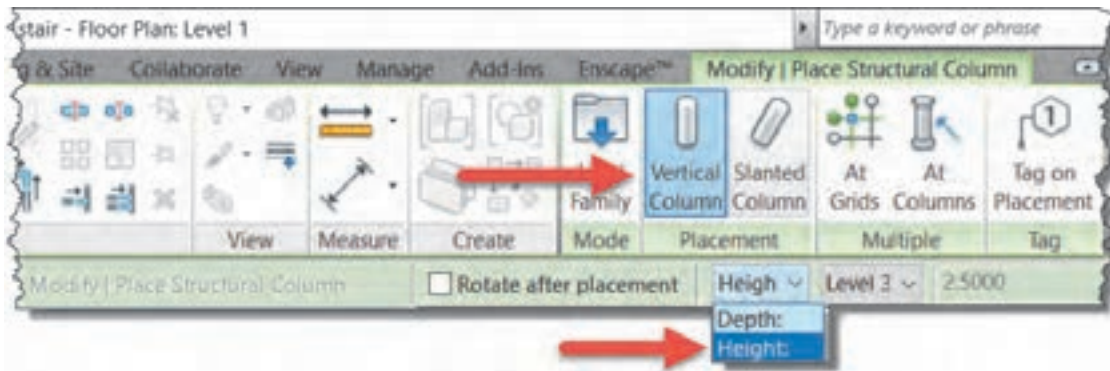 stair - Floor Plan: Level 1
Type a keyword or phrase
& Site Collaborate View Manage Add-Ins Enscape™ Modify | Place Structural Column
Vertical Slanted At At Tag on
Family Column Column Grids Columns Placement
1
View Measure Create Mode Placement Multiple Tag
Modify | Place Structural Column Rotate after placement Heigh Level 3 2.5000
Depth:
Height: